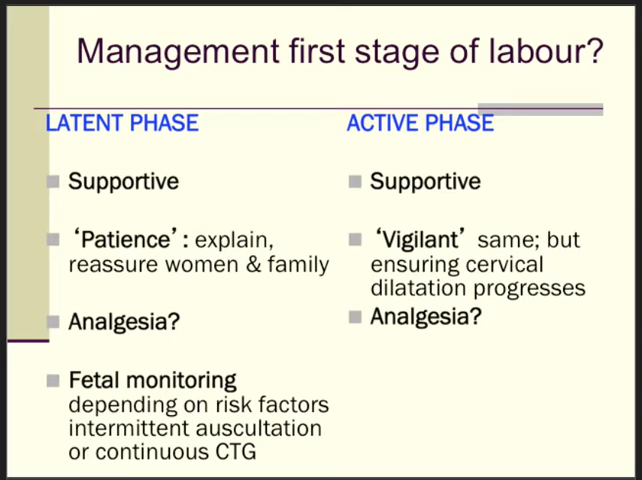 Management first stage of labour?
LATENT PHASE
Supportive
‘Patience’: explain,
reassure women & family
Analgesia?
Fetal monitoring
depending on risk factors
intermittent auscultation
or continuous CTG
ACTIVE PHASE
Supportive
‘Vigilant’ same; but
ensuring cervical
dilatation progresses
Analgesia?